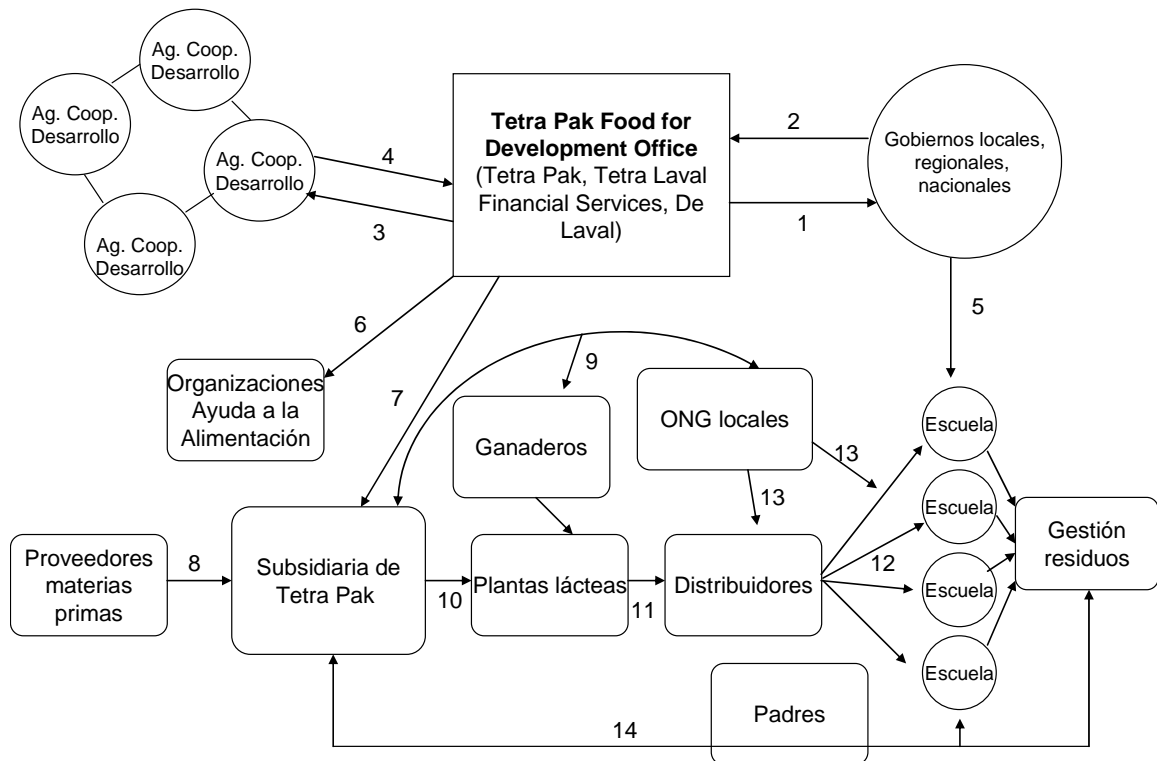 Ag. Coop.
Desarrollo
Ag. Coop.
Desarrollo
Ag. Coop.
Desarrollo
Ag. Coop.
Desarrollo
4
3
Tetra Pak Food for
Development Office
(Tetra Pak, Tetra Laval
Financial Services, De
Laval)
2
1
Gobiernos locales,
regionales,
nacionales
5
6
7
9
Organizaciones
Ayuda a la
Alimentación
Ganaderos
ONG locales
13
13
Escuela
Escuela
Escuela
Escuela
Proveedores
materias
primas
8
Subsidiaria de
Tetra Pak
10
Plantas lácteas
11
Distribuidores
12
Gestión
residuos
Padres
14